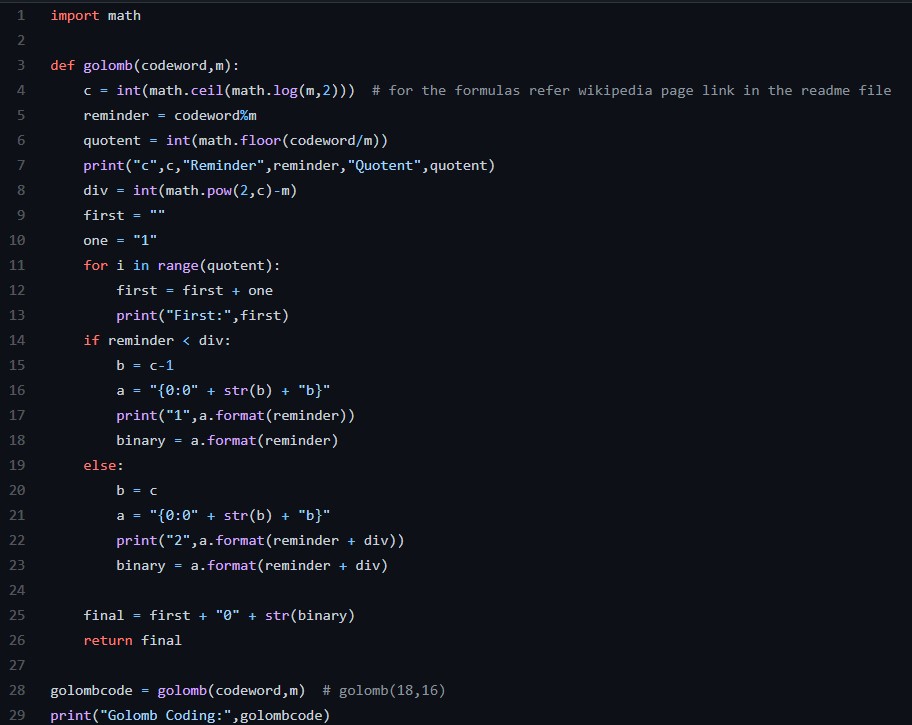 1 import math
2
3 def golomb(codeword,m):
4     c = int(math.ceil(math.log(m,2)))  # for the formulas refer wikipedia page link in the readme file
5     reminder = codeword%m
6     quotent = int(math.floor(codeword/m))
7     print("c",c,"Reminder",reminder,"Quotent",quotent)
8     div = int(math.pow(2,c)-m)
9     first = ""
10     one = "1"
11     for i in range(quotent):
12         first = first + one
13         print("First:",first)
14     if reminder < div:
15         b = c-1
16         a = "{0:0" + str(b) + "b}"
17         print("1",a.format(reminder))
18         binary = a.format(reminder)
19     else:
20         b = c
21         a = "{0:0" + str(b) + "b}"
22         print("2",a.format(reminder + div))
23         binary = a.format(reminder + div)
24
25     final = first + "0" + str(binary)
26     return final
27
28 golombcode = golomb(codeword,m)  # golomb(18,16)
29 print("Golomb Coding:",golombcode)